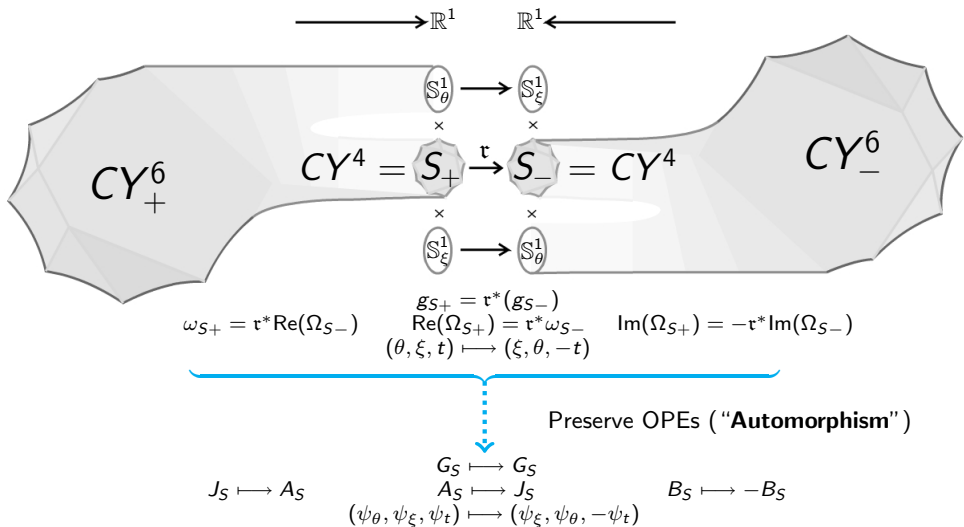 ℝ¹ ℝ¹
𝕊¹_θ 𝕊¹_ξ
× ×
CY⁶₊ CY⁴ = S₊ 𝔯 S₋ = CY⁴ CY⁶₋
× ×
𝕊¹_ξ 𝕊¹_θ
g_{S+} = 𝔯*(g_{S−})
ω_{S+} = 𝔯*Re(Ω_{S−}) Re(Ω_{S+}) = 𝔯*ω_{S−} Im(Ω_{S+}) = −𝔯*Im(Ω_{S−})
(θ, ξ, t) ⟼ (ξ, θ, −t)
Preserve OPEs ("Automorphism")
G_S ⟼ G_S
J_S ⟼ A_S A_S ⟼ J_S B_S ⟼ −B_S
(ψ_θ, ψ_ξ, ψ_t) ⟼ (ψ_ξ, ψ_θ, −ψ_t)